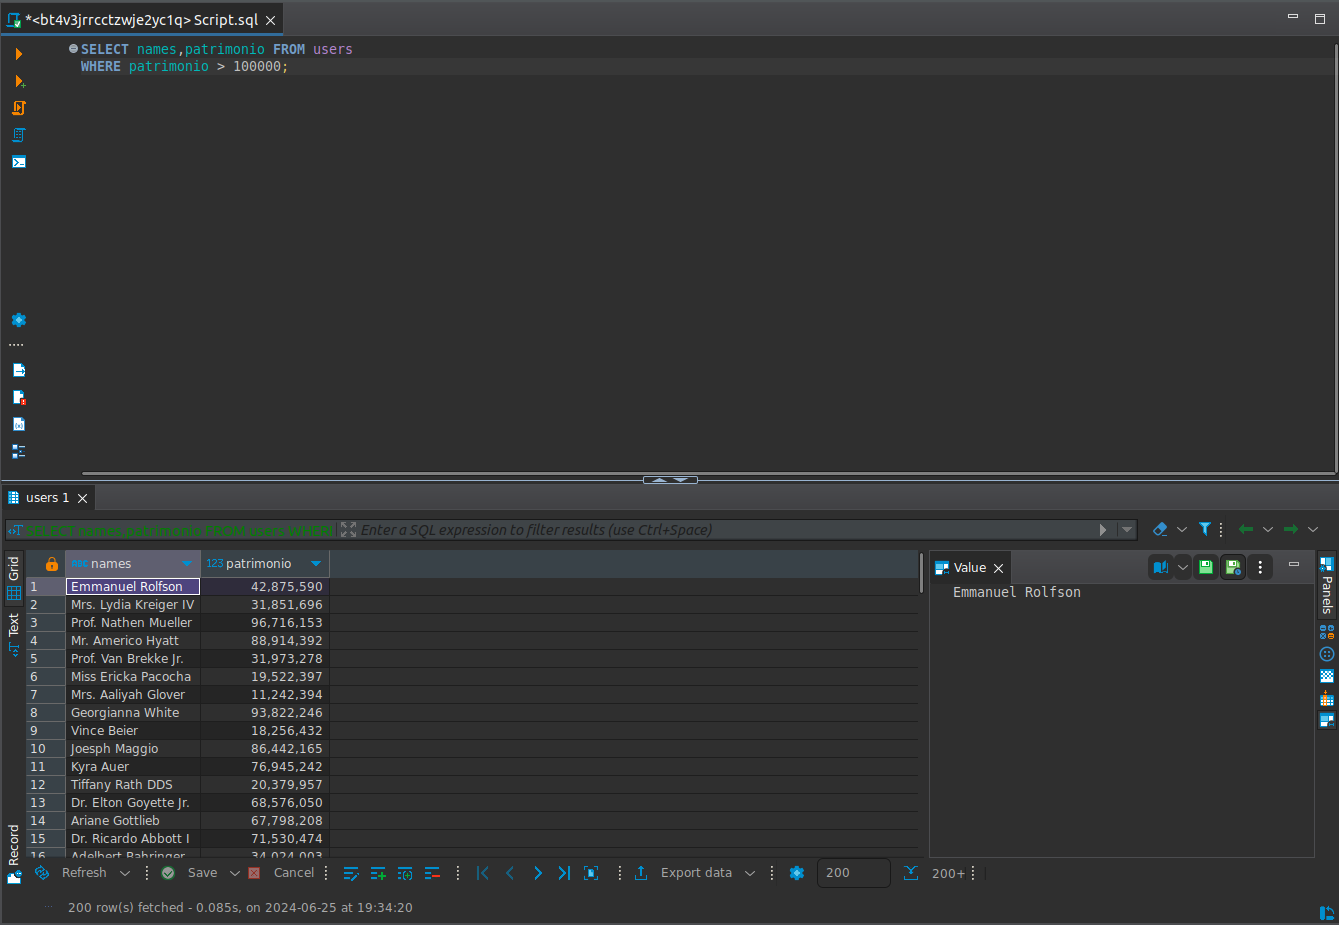 *<bt4v3jrrcctzwje2yc1q> Script.sql
SELECT names,patrimonio FROM users
WHERE patrimonio > 100000;
users 1
SELECT names,patrimonio FROM users WHERE
Enter a SQL expression to filter results (use Ctrl+Space)
Grid
Text
Record
names
123 patrimonio
1 Emmanuel Rolfson 42,875,590
2 Mrs. Lydia Kreiger IV 31,851,696
3 Prof. Nathen Mueller 96,716,153
4 Mr. Americo Hyatt 88,914,392
5 Prof. Van Brekke Jr. 31,973,278
6 Miss Ericka Pacocha 19,522,397
7 Mrs. Aaliyah Glover 11,242,394
8 Georgianna White 93,822,246
9 Vince Beier 18,256,432
10 Joesph Maggio 86,442,165
11 Kyra Auer 76,945,242
12 Tiffany Rath DDS 20,379,957
13 Dr. Elton Goyette Jr. 68,576,050
14 Ariane Gottlieb 67,798,208
15 Dr. Ricardo Abbott I 71,530,474
16 Adelbert Bahringer 34,024,003
Value
Emmanuel Rolfson
Panels
Refresh
Save
Cancel
Export data
200
200+
200 row(s) fetched - 0.085s, on 2024-06-25 at 19:34:20